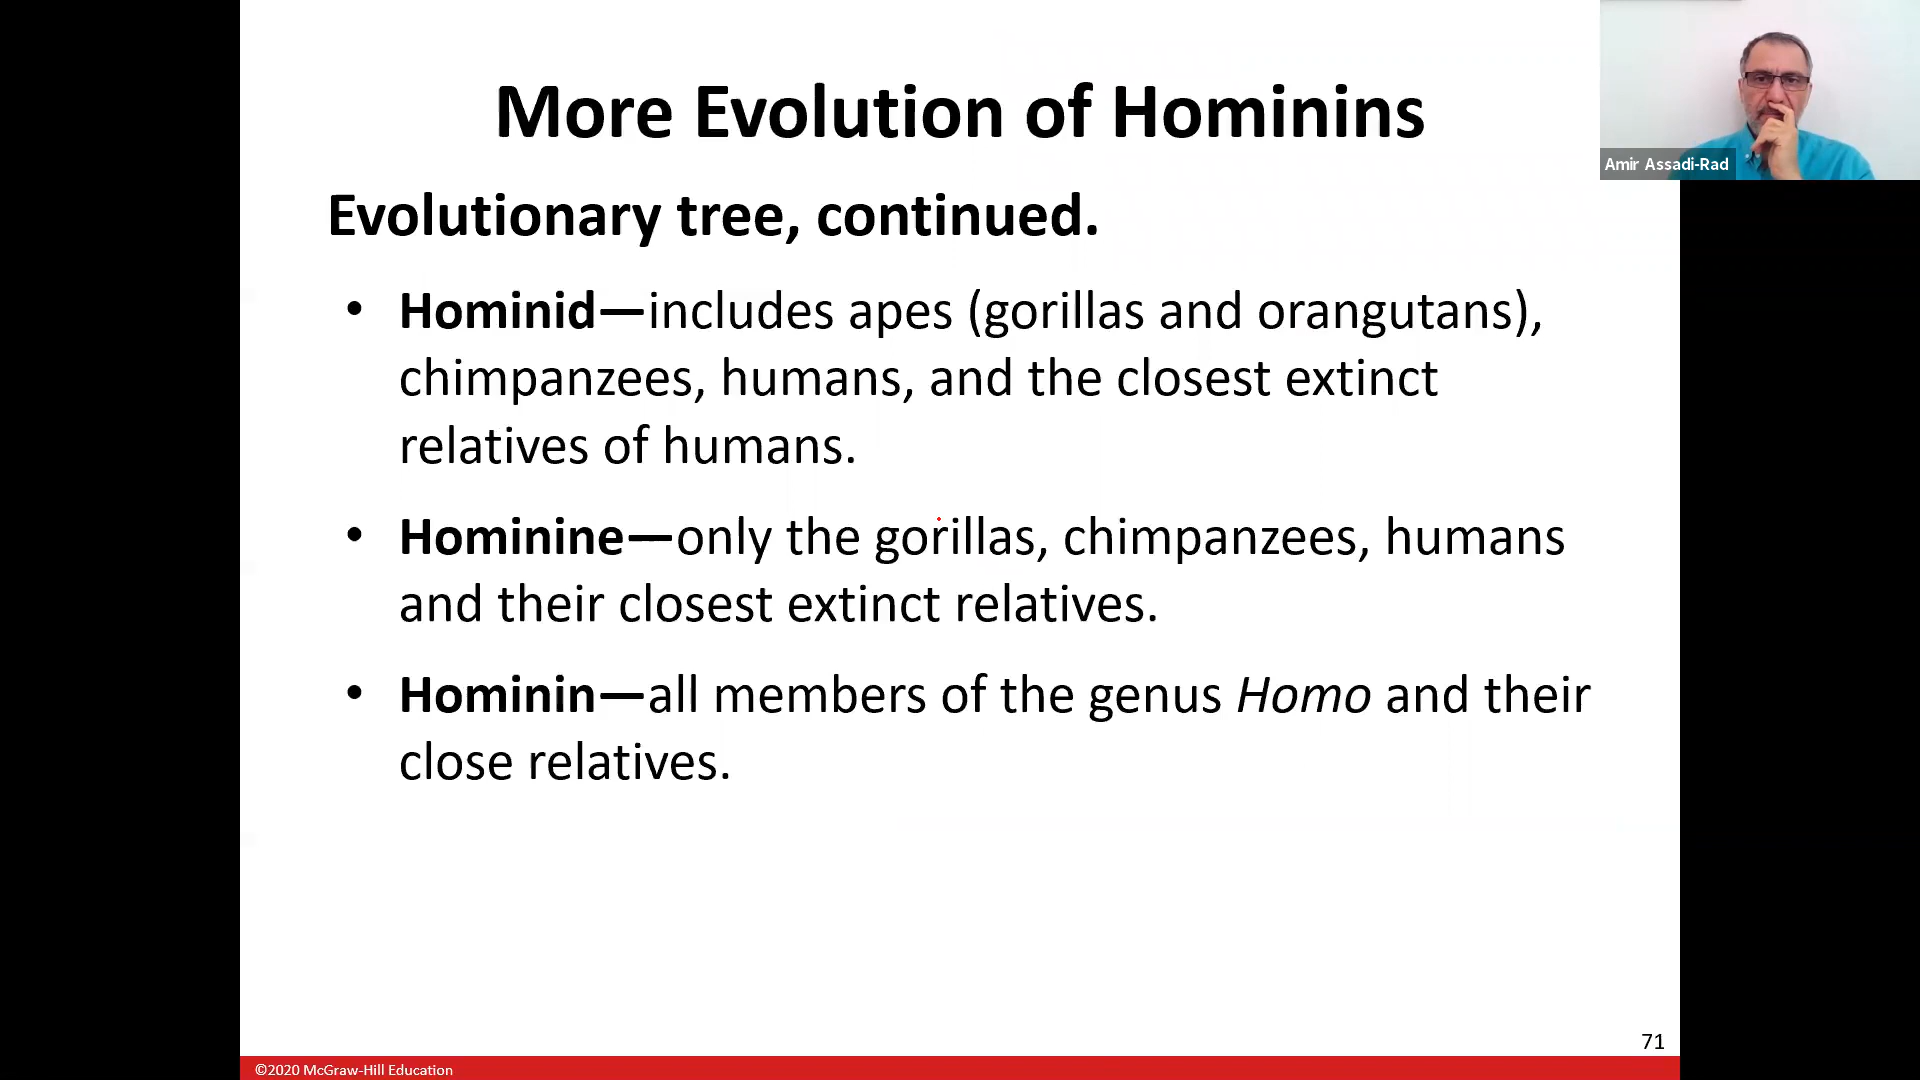 More Evolution of Hominins
Amir Assadi-Rad
Evolutionary tree, continued.
• Hominid—includes apes (gorillas and orangutans),
chimpanzees, humans, and the closest extinct
relatives of humans.
• Hominine—only the gorillas, chimpanzees, humans
and their closest extinct relatives.
• Hominin—all members of the genus Homo and their
close relatives.
71
©2020 McGraw-Hill Education